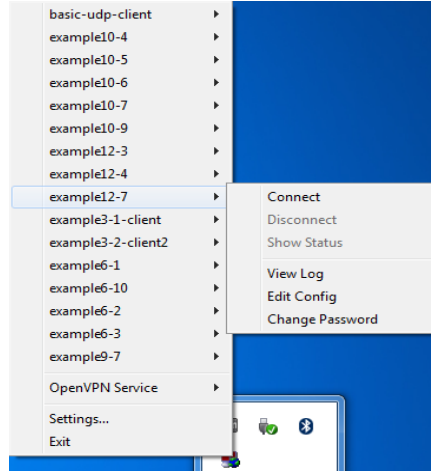 basic-udp-client
example10-4
example10-5
example10-6
example10-7
example10-9
example12-3
example12-4
example12-7
example3-1-client
example3-2-client2
example6-1
example6-10
example6-2
example6-3
example9-7
OpenVPN Service
Settings...
Exit
Connect
Disconnect
Show Status
View Log
Edit Config
Change Password